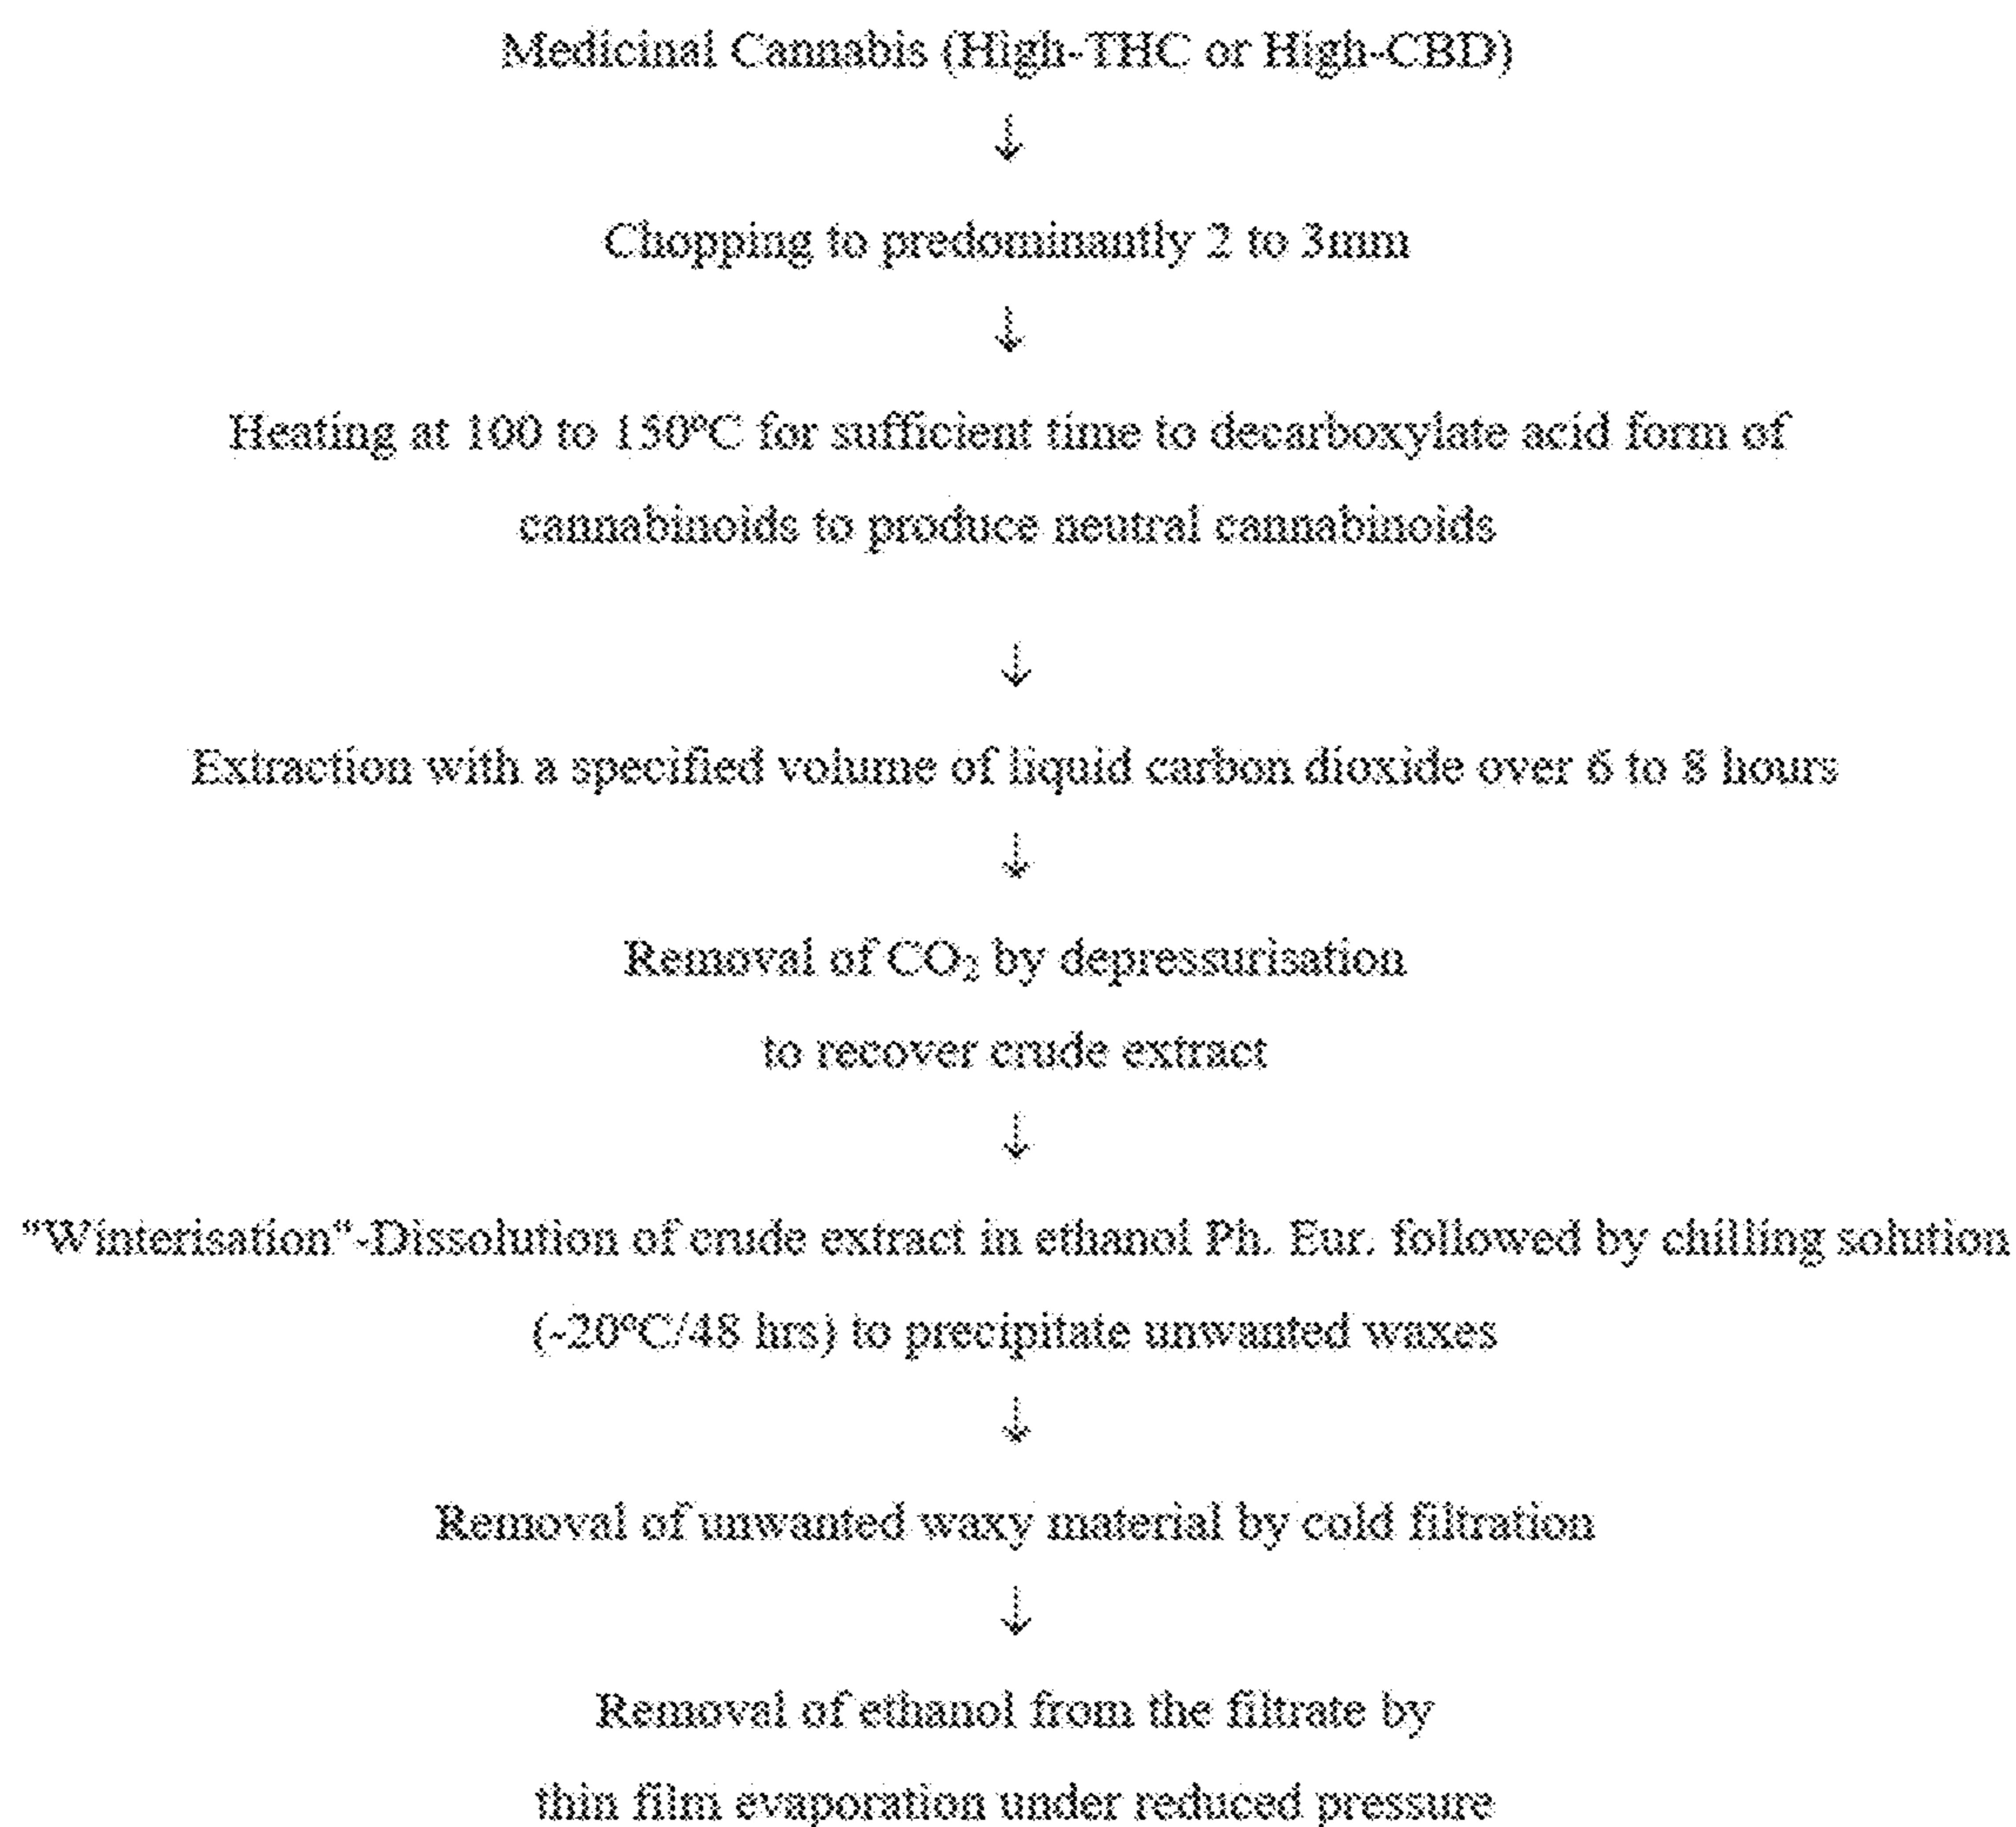 Medicinal Cannabis (High-THC or High-CBD)
↓
Chopping to predominantly 2 to 3mm
↓
Heating at 100 to 150°C for sufficient time to decarboxylate acid form of
cannabinoids to produce neutral cannabinoids
↓
Extraction with a specified volume of liquid carbon dioxide over 6 to 8 hours
↓
Removal of CO₂ by depressurisation
to recover crude extract
↓
“Winterisation“-Dissolution of crude extract in ethanol Ph. Eur. followed by chilling solution
(-20°C/48 hrs) to precipitate unwanted waxes
↓
Removal of unwanted waxy material by cold filtration
↓
Removal of ethanol from the filtrate by
thin film evaporation under reduced pressure